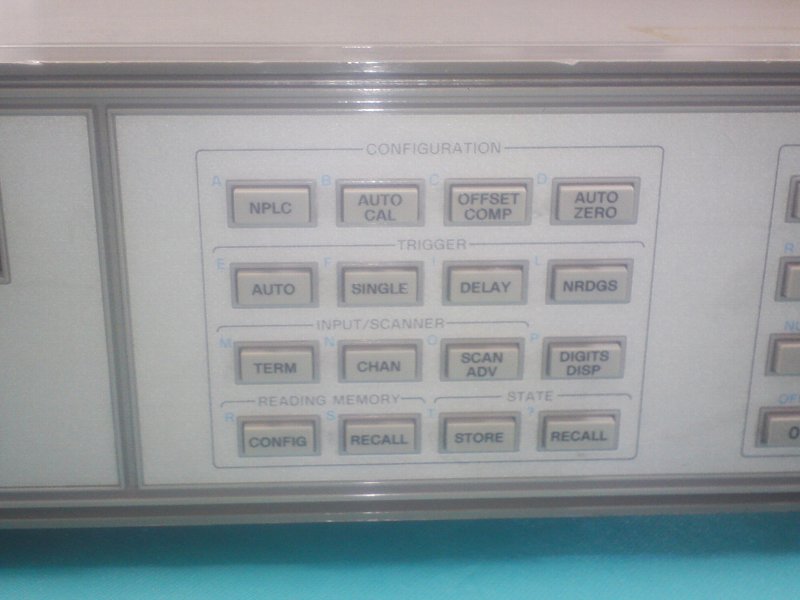 CONFIGURATION
A B C D
NPLC AUTO CAL OFFSET COMP AUTO ZERO
TRIGGER
E F I L
AUTO SINGLE DELAY NRDGS
INPUT/SCANNER
M N O P
TERM CHAN SCAN ADV DIGITS DISP
READING MEMORY STATE
R S T ?
CONFIG RECALL STORE RECALL